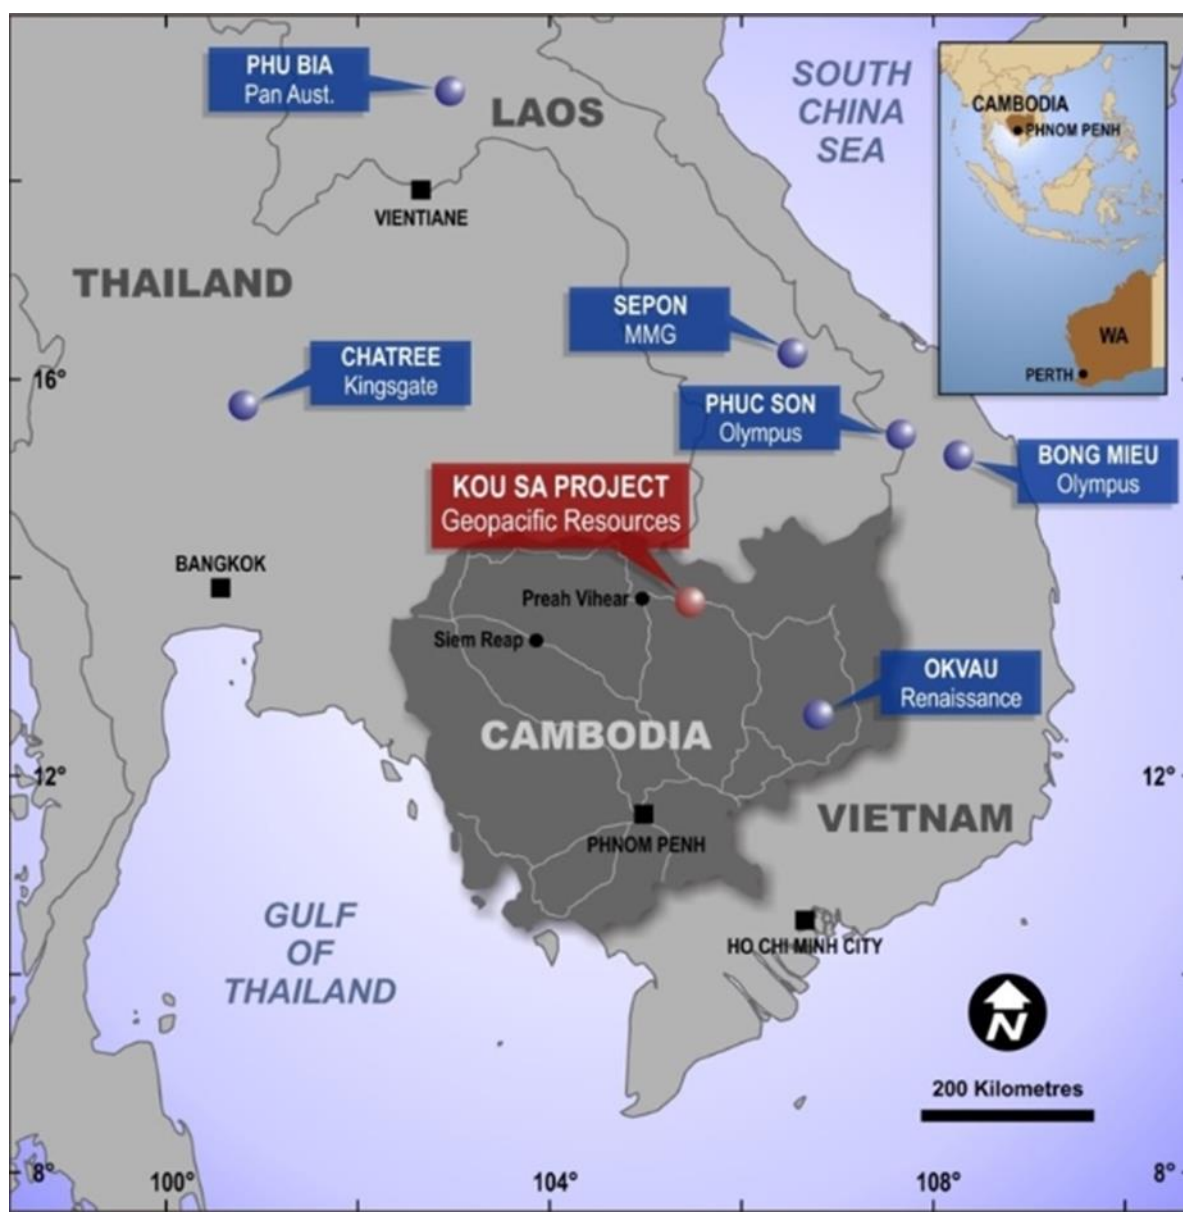 PHU BIA
Pan Aust.
LAOS
SOUTH
CHINA
SEA
CAMBODIA
PHNOM PENH
VIENTIANE
THAILAND
SEPON
MMG
WA
PERTH
CHATREE
Kingsgate
16°
PHUC SON
Olympus
BONG MIEU
Olympus
KOU SA PROJECT
Geopacific Resources
BANGKOK
Preah Vihear
Siem Reap
OKVAU
Renaissance
CAMBODIA
12°
12°
VIETNAM
PHNOM PENH
GULF
OF
THAILAND
HO CHI MINH CITY
N
200 Kilometres
8°
100°
104°
108°
8°